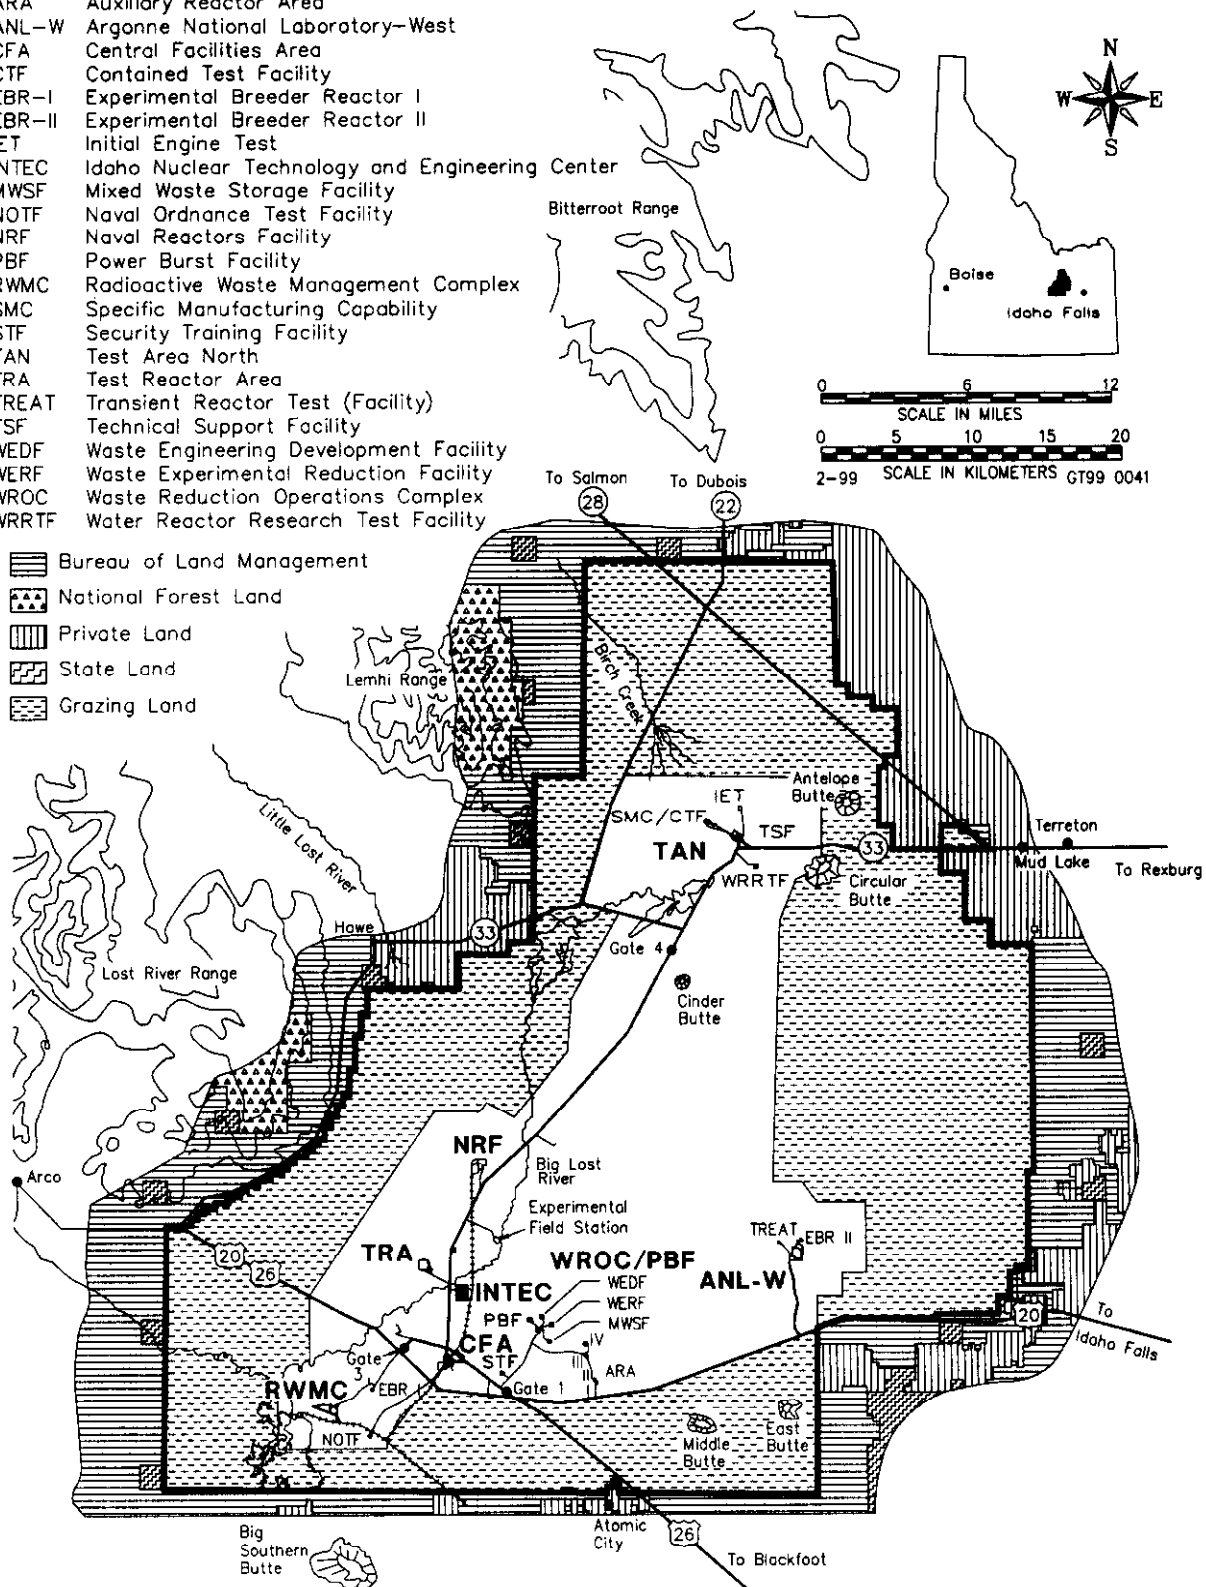 ARA Auxiliary Reactor Area
ANL-W Argonne National Laboratory-West
CFA Central Facilities Area
CTF Contained Test Facility
EBR-I Experimental Breeder Reactor I
EBR-II Experimental Breeder Reactor II
IET Initial Engine Test
INTEC Idaho Nuclear Technology and Engineering Center
MWSF Mixed Waste Storage Facility
NOTF Naval Ordnance Test Facility
NRF Naval Reactors Facility
PBF Power Burst Facility
RWMC Radioactive Waste Management Complex
SMC Specific Manufacturing Capability
STF Security Training Facility
TAN Test Area North
TRA Test Reactor Area
TREAT Transient Reactor Test (Facility)
TSF Technical Support Facility
WEDF Waste Engineering Development Facility
WERF Waste Experimental Reduction Facility
WROC Waste Reduction Operations Complex
WRRTF Water Reactor Research Test Facility
Bureau of Land Management
National Forest Land
Private Land
State Land
Grazing Land
N
W E
S
Bitterroot Range
Boise
Idaho Falls
0 6 12
SCALE IN MILES
0 5 10 15 20
SCALE IN KILOMETERS
2-99
GT99 0041
To Salmon
28
To Dubois
22
Lemhi Range
Birch Creek
Little Lost River
Antelope
Butte
IET
SMC/CTF
TSF
TAN
33
Terreton
Mud Lake
To Rexburg
WRRTF
Circular
Butte
Howe
33
Gate 4
Lost River Range
Cinder
Butte
NRF
Big Lost
River
Arco
Experimental
Field Station
TREAT
EBR II
20
26
TRA
WROC/PBF
ANL-W
INTEC
WEDF
WERF
MWSF
PBF
IV
CFA
Gate
3
STF
III
ARA
I
EBR I
Gate 1
RWMC
NOTF
20
To
Idaho Falls
Middle
Butte
East
Butte
Big
Southern
Butte
Atomic
City
26
To Blackfoot